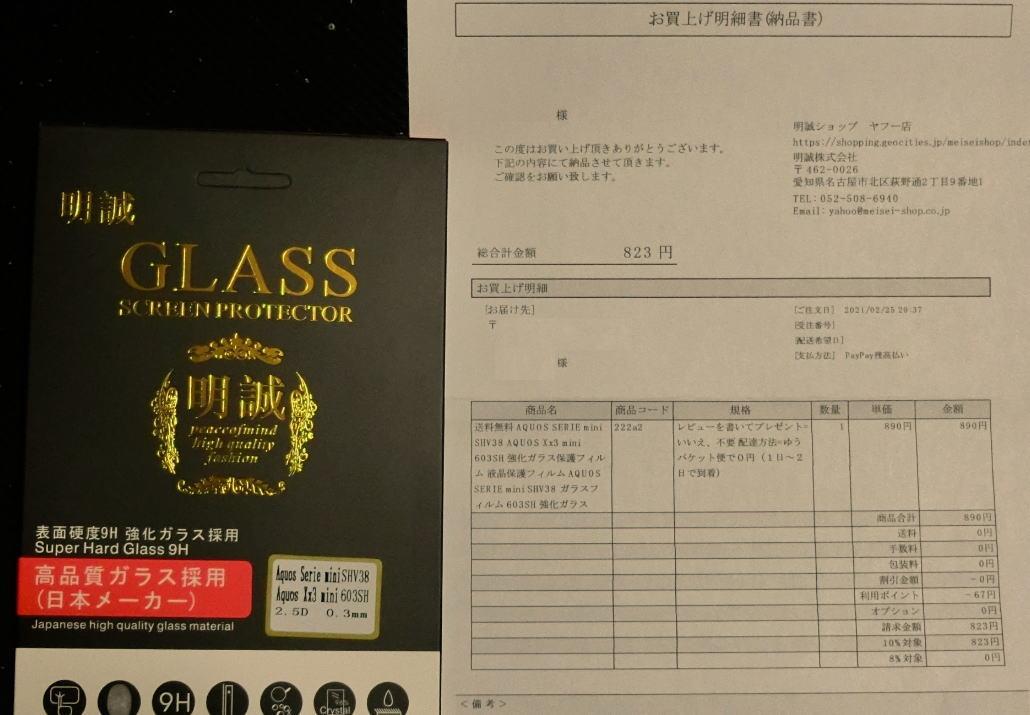 明誠
GLASS
SCREEN PROTECTOR
明誠
peaceofmind
high quality
fashion
表面硬度9H 強化ガラス採用
Super Hard Glass 9H
高品質ガラス採用
(日本メーカー)
Japanese high quality glass material
Aquos Serie mini SHV38
Aquos Xx3 mini 603SH
2.5D 0.3mm
9H
Crystal
お買上げ明細書(納品書)
様
この度はお買い上げ頂きありがとうございます。
下記の内容にて納品させて頂きます。
ご確認をお願い致します。
明誠ショップ ヤフー店
https://shopping.geocities.jp/meiseishop/inde
明誠株式会社
〒462-0026
愛知県名古屋市北区萩野通2丁目9番地1
TEL:052-508-6940
Email:yahoo@meisei-shop.co.jp
総合計金額 823 円
お買上げ明細
[お届け先]
〒
様
[ご注文日] 2021/02/25 20:37
[受注番号]
[配送希望日]
[支払方法] PayPay残高払い
商品名 商品コード 規格 数量 単価 金額
送料無料 AQUOS SERIE mini 222a2 レビューを書いてプレゼント= 1 890円 890円
SHV38 AQUOS Xx3 mini いいえ、不要 配達方法=ゆう
603SH 強化ガラス保護フィル パケット便で0円(1日~2
ム 液晶保護フィルム AQUOS 日で到着)
SERIE mini SHV38 ガラスフ
ィルム 603SH 強化ガラス
商品合計 890円
送料 0円
手数料 0円
包装料 0円
割引金額 -0円
利用ポイント -67円
オプション 0円
請求金額 823円
10%対象 823円
8%対象 0円
<備考>